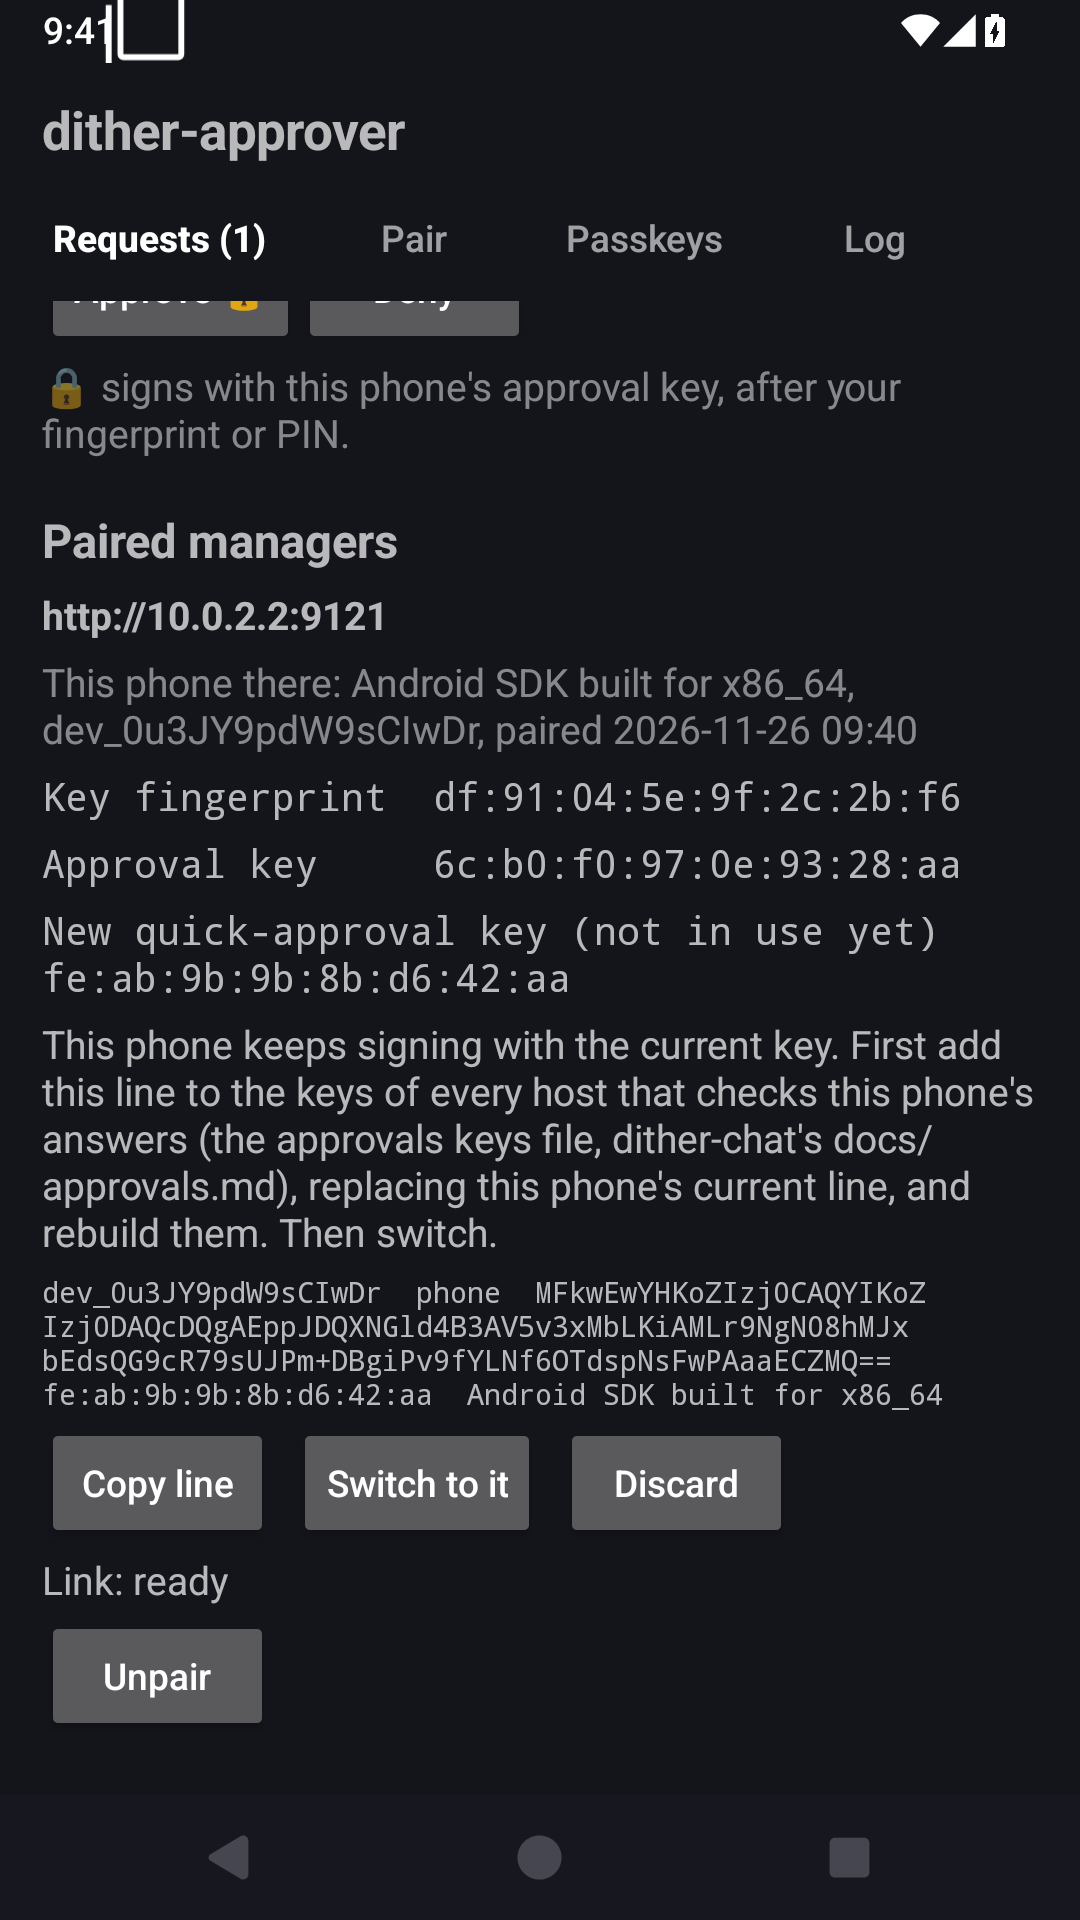 9:41
dither-approver
Requests (1) Pair Passkeys Log
Approve 🔒 Deny
🔒 signs with this phone's approval key, after your
fingerprint or PIN.
Paired managers
http://10.0.2.2:9121
This phone there: Android SDK built for x86_64,
dev_0u3JY9pdW9sCIwDr, paired 2026-11-26 09:40
Key fingerprint df:91:04:5e:9f:2c:2b:f6
Approval key 6c:b0:f0:97:0e:93:28:aa
New quick-approval key (not in use yet)
fe:ab:9b:9b:8b:d6:42:aa
This phone keeps signing with the current key. First add
this line to the keys of every host that checks this phone's
answers (the approvals keys file, dither-chat's docs/
approvals.md), replacing this phone's current line, and
rebuild them. Then switch.
dev_0u3JY9pdW9sCIwDr phone MFkwEwYHKoZIzj0CAQYIKoZ
Izj0DAQcDQgAEppJDQXNGld4B3AV5v3xMbLKiAMLr9NgN08hMJx
bEdsQG9cR79sUJPm+DBgiPv9fYLNf6OTdspNsFwPAaaECZMQ==
fe:ab:9b:9b:8b:d6:42:aa Android SDK built for x86_64
Copy line Switch to it Discard
Link: ready
Unpair